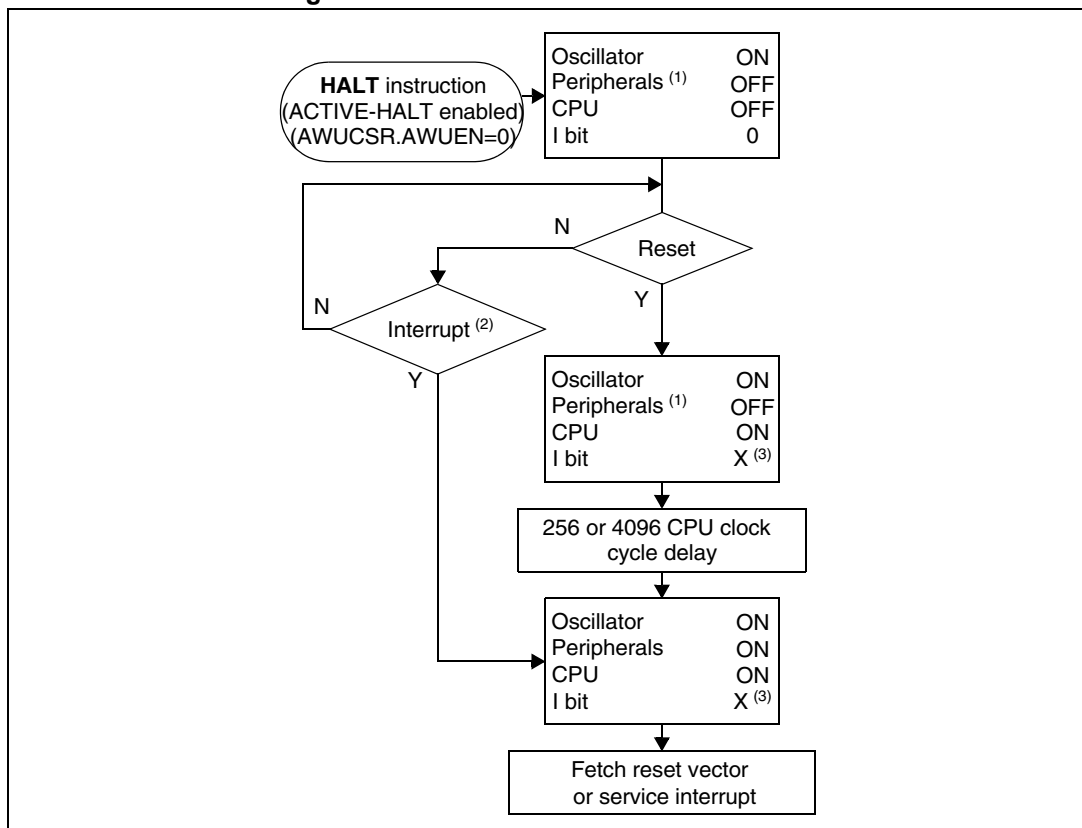 HALT instruction
(ACTIVE-HALT enabled)
(AWUCSR.AWUEN=0)
Oscillator ON
Peripherals (1) OFF
CPU OFF
I bit 0
N
Reset
Y
N
Interrupt (2)
Y
Oscillator ON
Peripherals (1) OFF
CPU ON
I bit X (3)
256 or 4096 CPU clock
cycle delay
Oscillator ON
Peripherals ON
CPU ON
I bit X (3)
Fetch reset vector
or service interrupt